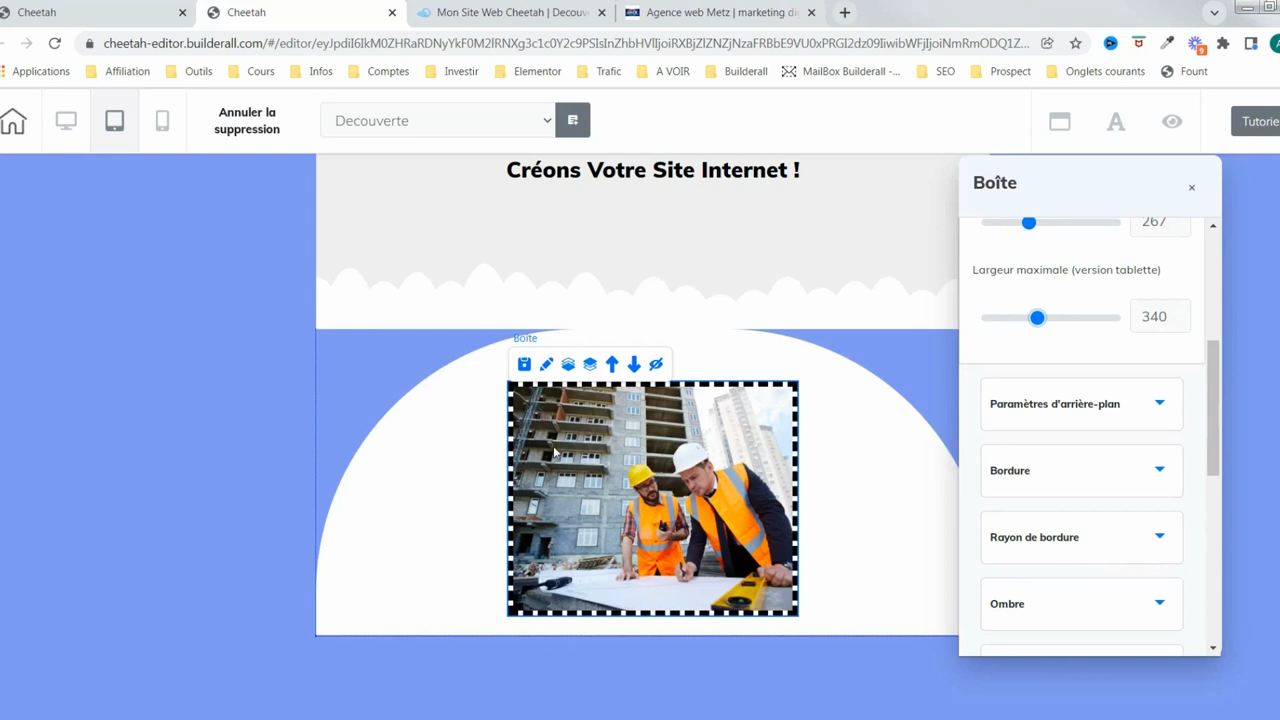 Cheetah
Cheetah
Mon Site Web Cheetah | Decouv
Agence web Metz | marketing di
cheetah-editor.builderall.com/#/editor/
Applications
Affiliation
Outils
Cours
Infos
Comptes
Investir
Elementor
Trafic
A VOIR
Builderall
MailBox Builderall -...
SEO
Prospect
Onglets courants
Fount
9
Annuler la
suppression
Decouverte
Tutorie
Créons Votre Site Internet !
Boîte
267
Largeur maximale (version tablette)
340
Boîte
Paramètres d'arrière-plan
Bordure
Rayon de bordure
Ombre